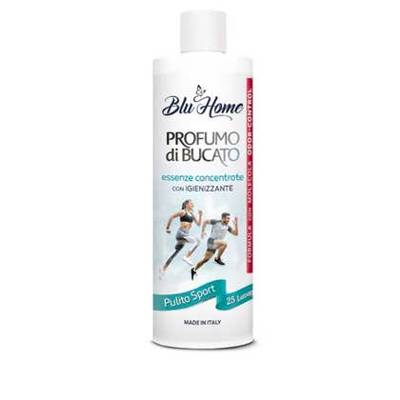 Blu Home
PROFUMO
di BUCATO
essenze concentrate
CON IGIENIZZANTE
FORMULA CON MOLECOLA ODOR-CONTROL
Pulito Sport
25
MADE IN ITALY